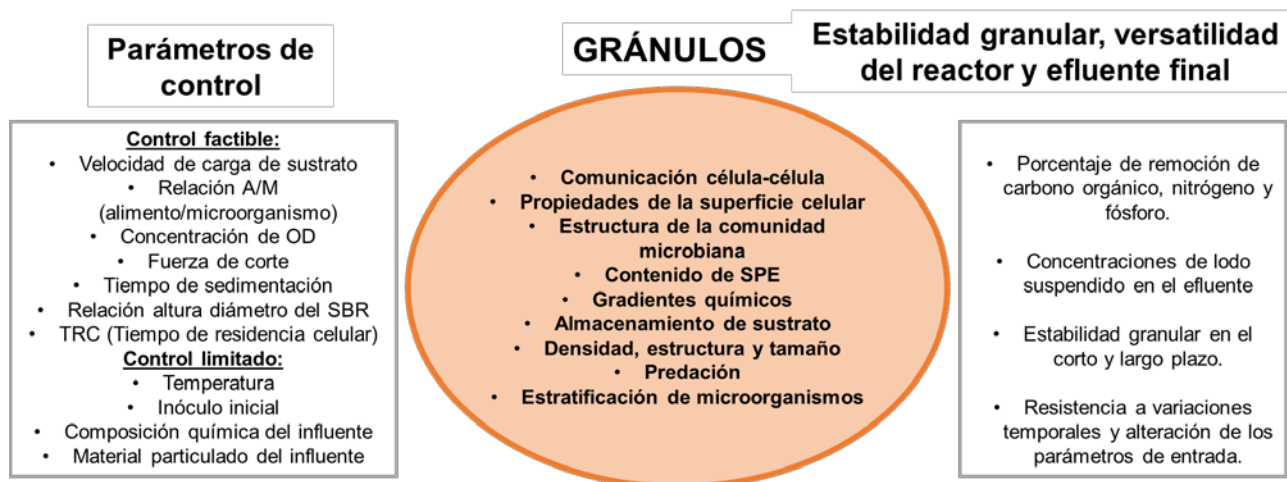 Parámetros de
control
Control factible:
• Velocidad de carga de sustrato
• Relación A/M
(alimento/microorganismo)
• Concentración de OD
• Fuerza de corte
• Tiempo de sedimentación
• Relación altura diámetro del SBR
• TRC (Tiempo de residencia celular)
Control limitado:
• Temperatura
• Inóculo inicial
• Composición química del influente
• Material particulado del influente
GRÁNULOS
• Comunicación célula-célula
• Propiedades de la superficie celular
• Estructura de la comunidad
microbiana
• Contenido de SPE
• Gradientes químicos
• Almacenamiento de sustrato
• Densidad, estructura y tamaño
• Predación
• Estratificación de microorganismos
Estabilidad granular, versatilidad
del reactor y efluente final
• Porcentaje de remoción de
carbono orgánico, nitrógeno y
fósforo.
• Concentraciones de lodo
suspendido en el efluente
• Estabilidad granular en el
corto y largo plazo.
• Resistencia a variaciones
temporales y alteración de los
parámetros de entrada.